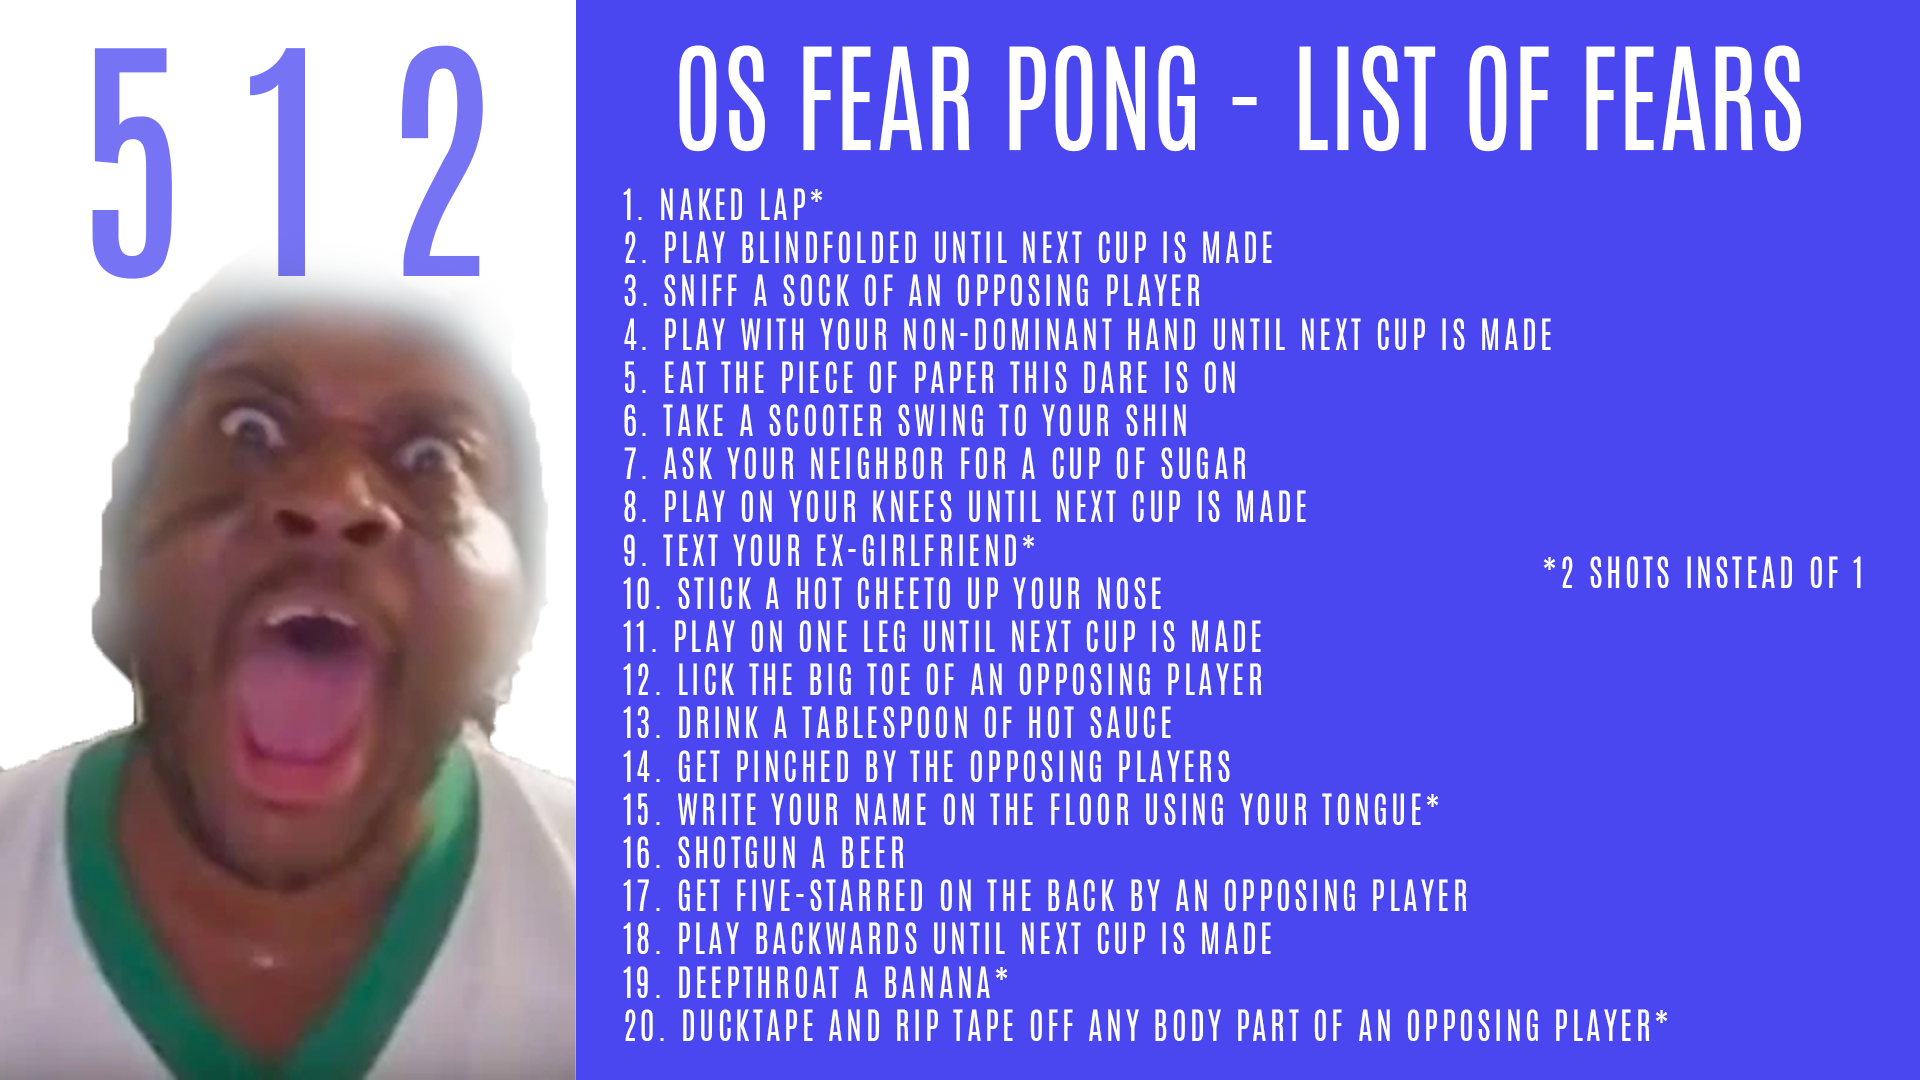 5 1 2
OS FEAR PONG - LIST OF FEARS
1. NAKED LAP*
2. PLAY BLINDFOLDED UNTIL NEXT CUP IS MADE
3. SNIFF A SOCK OF AN OPPOSING PLAYER
4. PLAY WITH YOUR NON-DOMINANT HAND UNTIL NEXT CUP IS MADE
5. EAT THE PIECE OF PAPER THIS DARE IS ON
6. TAKE A SCOOTER SWING TO YOUR SHIN
7. ASK YOUR NEIGHBOR FOR A CUP OF SUGAR
8. PLAY ON YOUR KNEES UNTIL NEXT CUP IS MADE
9. TEXT YOUR EX-GIRLFRIEND*
10. STICK A HOT CHEETO UP YOUR NOSE
11. PLAY ON ONE LEG UNTIL NEXT CUP IS MADE
12. LICK THE BIG TOE OF AN OPPOSING PLAYER
13. DRINK A TABLESPOON OF HOT SAUCE
14. GET PINCHED BY THE OPPOSING PLAYERS
15. WRITE YOUR NAME ON THE FLOOR USING YOUR TONGUE*
16. SHOTGUN A BEER
17. GET FIVE-STARRED ON THE BACK BY AN OPPOSING PLAYER
18. PLAY BACKWARDS UNTIL NEXT CUP IS MADE
19. DEEPTHROAT A BANANA*
20. DUCKTAPE AND RIP TAPE OFF ANY BODY PART OF AN OPPOSING PLAYER*
*2 SHOTS INSTEAD OF 1